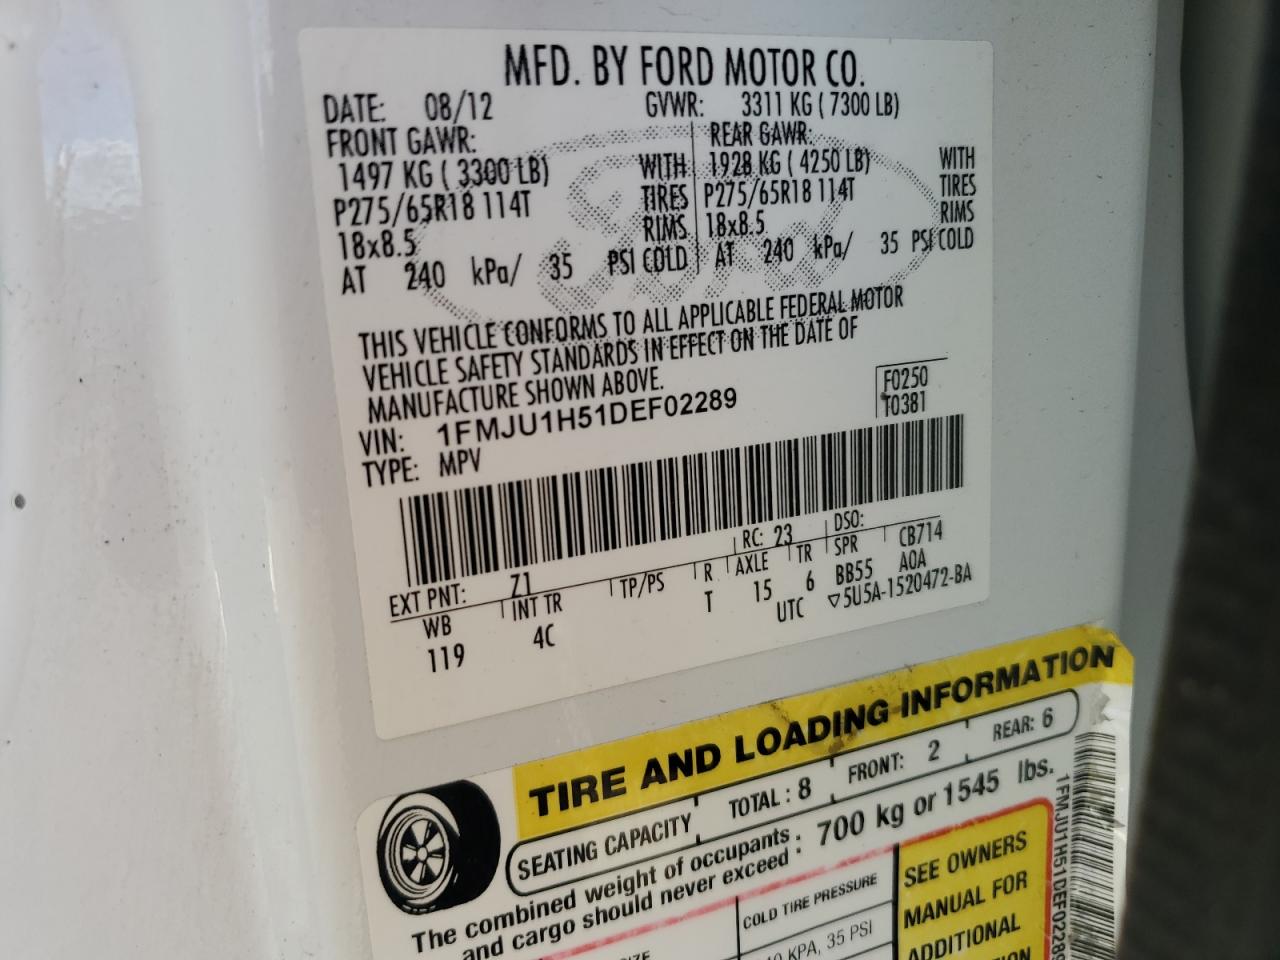 MFD. BY FORD MOTOR CO.
DATE: 08/12 GVWR: 3311 KG ( 7300 LB)
FRONT GAWR: REAR GAWR:
1497 KG ( 3300 LB) WITH 1928 KG ( 4250 LB) WITH
P275/65R18 114T TIRES P275/65R18 114T TIRES
18x8.5 RIMS 18x8.5 RIMS
AT 240 kPa/ 35 PSI COLD AT 240 kPa/ 35 PSI COLD
Ford
THIS VEHICLE CONFORMS TO ALL APPLICABLE FEDERAL MOTOR
VEHICLE SAFETY STANDARDS IN EFFECT ON THE DATE OF
MANUFACTURE SHOWN ABOVE.
VIN: 1FMJU1H51DEF02289
F0250
T0381
TYPE: MPV
EXT PNT: Z1 RC: 23 DSO:
WB INT TR TP/PS R AXLE TR SPR CB714
119 4C T 15 6 BB55 A0A
UTC ▽5U5A-1520472-BA
TIRE AND LOADING INFORMATION
SEATING CAPACITY TOTAL : 8 FRONT: 2 REAR: 6
The combined weight of occupants
and cargo should never exceed : 700 kg or 1545 lbs.
COLD TIRE PRESSURE
KPA, 35 PSI
SEE OWNERS
MANUAL FOR
ADDITIONAL
1FMJU1H51DEF02289